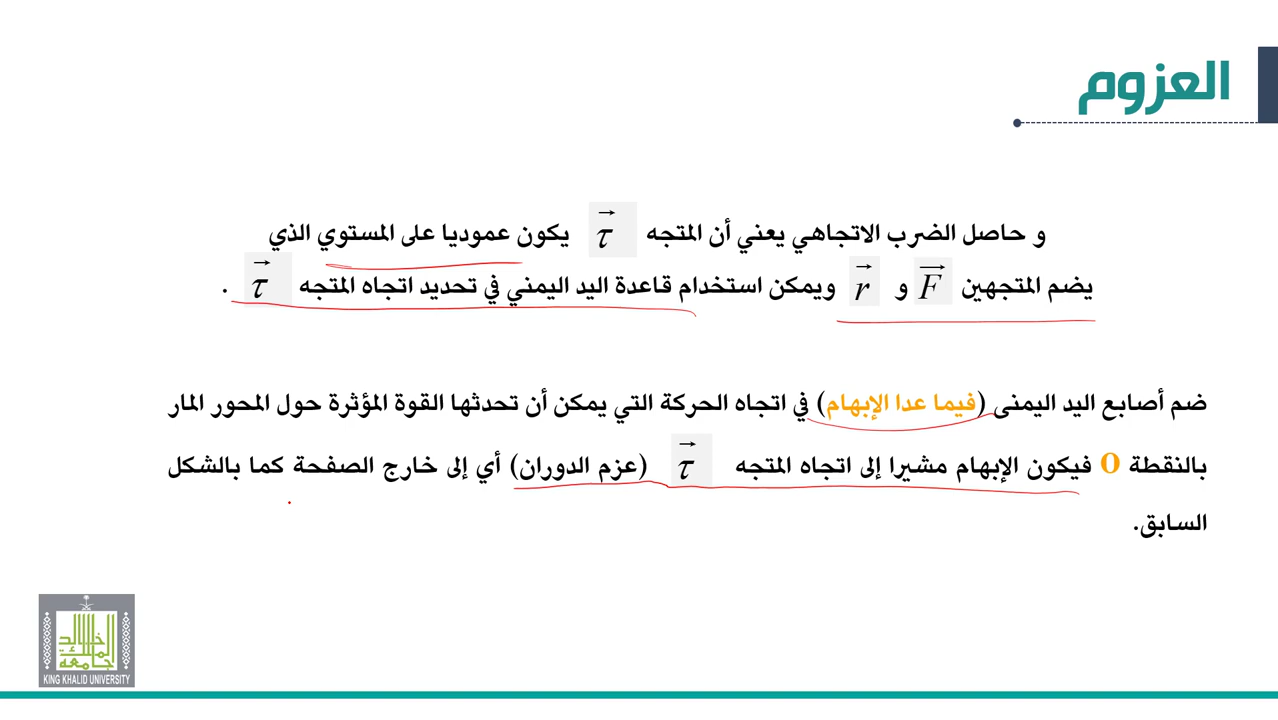 العزوم
و حاصل الضرب الاتجاهي يعني أن المتجه τ⃗ يكون عموديا على المستوي الذي
يضم المتجهين F⃗ و r⃗ ويمكن استخدام قاعدة اليد اليمني في تحديد اتجاه المتجه τ⃗ .
ضم أصابع اليد اليمنى (فيما عدا الإبهام) في اتجاه الحركة التي يمكن أن تحدثها القوة المؤثرة حول المحور المار
بالنقطة O فيكون الإبهام مشيرا إلى اتجاه المتجه τ⃗ (عزم الدوران) أي إلى خارج الصفحة كما بالشكل
السابق.
جامعة الملك خالد
KING KHALID UNIVERSITY